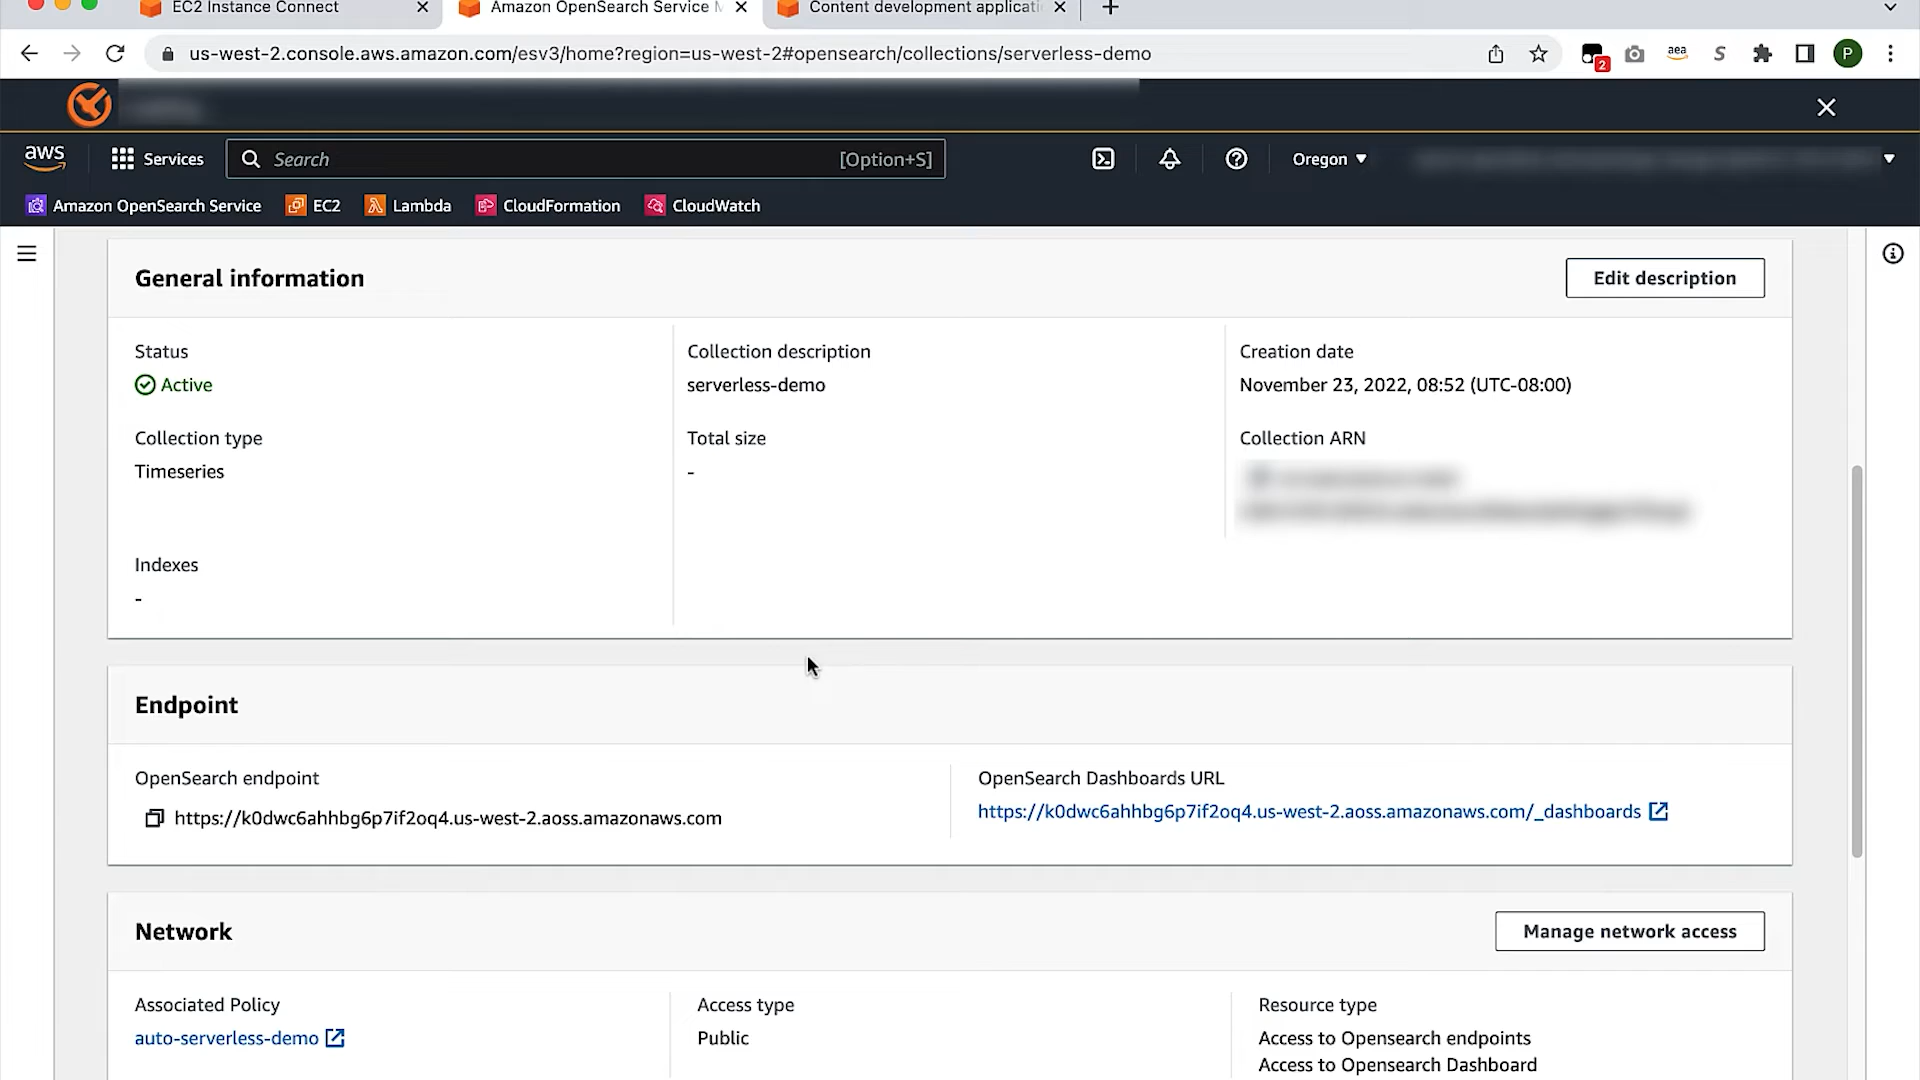 EC2 Instance Connect
Amazon OpenSearch Service M
Content development applicati
us-west-2.console.aws.amazon.com/esv3/home?region=us-west-2#opensearch/collections/serverless-demo
2
aea
S
P
aws
Services
Search
[Option+S]
Oregon
Amazon OpenSearch Service
EC2
Lambda
CloudFormation
CloudWatch
General information
Edit description
Status
Collection description
Creation date
Active
serverless-demo
November 23, 2022, 08:52 (UTC-08:00)
Collection type
Total size
Collection ARN
Timeseries
-
Indexes
-
Endpoint
OpenSearch endpoint
OpenSearch Dashboards URL
https://k0dwc6ahhbg6p7if2oq4.us-west-2.aoss.amazonaws.com
https://k0dwc6ahhbg6p7if2oq4.us-west-2.aoss.amazonaws.com/_dashboards
Network
Manage network access
Associated Policy
Access type
Resource type
auto-serverless-demo
Public
Access to Opensearch endpoints
Access to Opensearch Dashboard